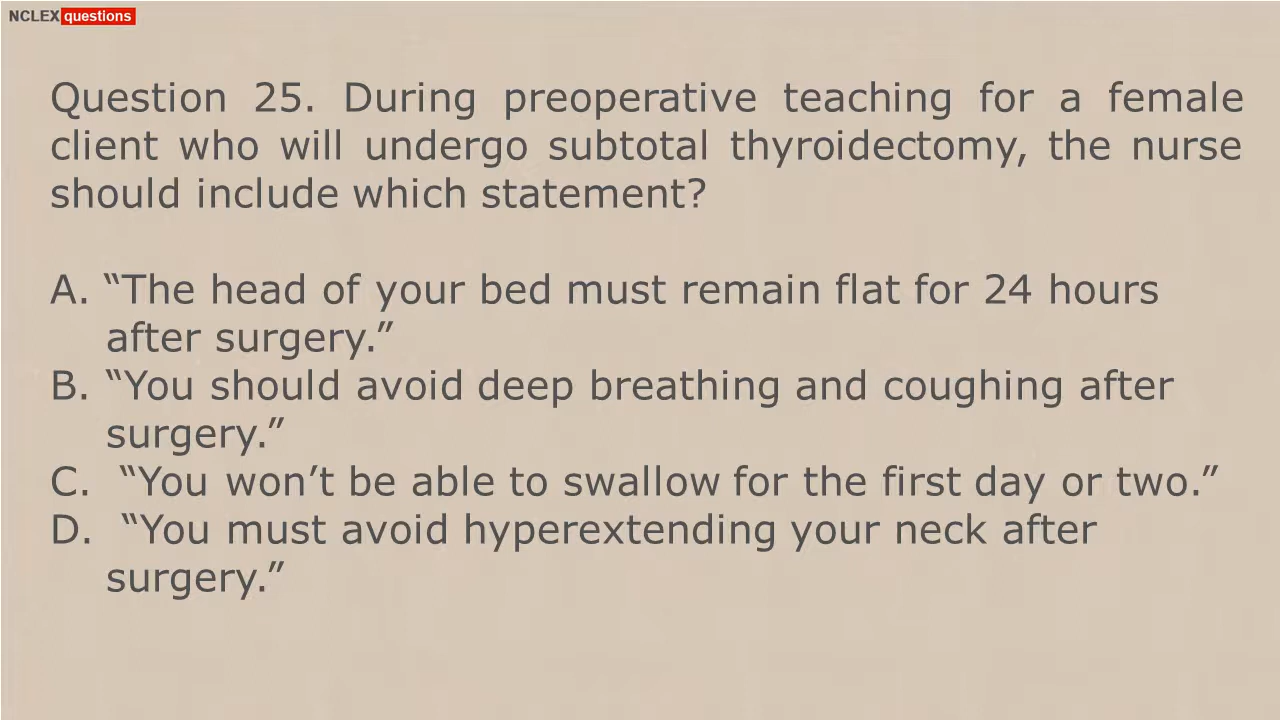 NCLEX questions
Question 25. During preoperative teaching for a female
client who will undergo subtotal thyroidectomy, the nurse
should include which statement?
A. “The head of your bed must remain flat for 24 hours
after surgery.”
B. “You should avoid deep breathing and coughing after
surgery.”
C. “You won’t be able to swallow for the first day or two.”
D. “You must avoid hyperextending your neck after
surgery.”